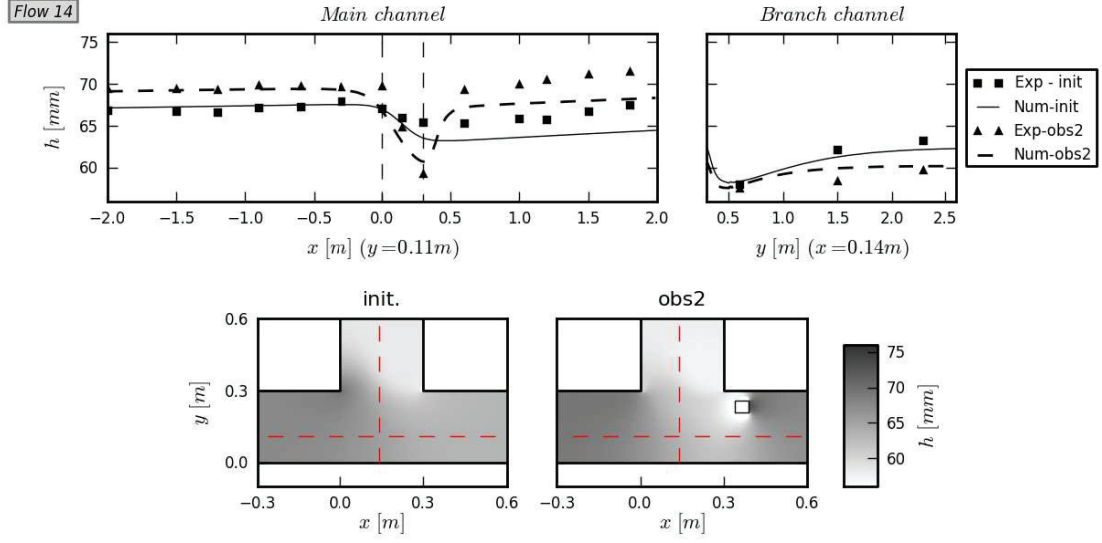 Flow 14
Main channel
Branch channel
75
70
65
60
h [mm]
−2.0 −1.5 −1.0 −0.5 0.0 0.5 1.0 1.5 2.0
x [m] (y=0.11m)
0.5 1.0 1.5 2.0 2.5
y [m] (x=0.14m)
Exp - init
Num-init
Exp-obs2
Num-obs2
init.
obs2
0.6
0.3
0.0
y [m]
−0.3 0.0 0.3 0.6
x [m]
−0.3 0.0 0.3 0.6
x [m]
75
70
65
60
h [mm]